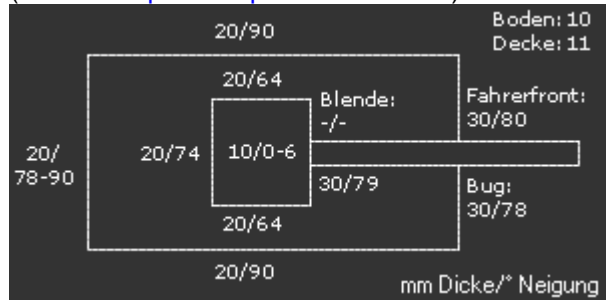 20/90
Boden: 10
Decke: 11
20/64
Blende:
-/-
Fahrerfront:
30/80
20/
78-90
20/74
10/0-6
30/79
Bug:
30/78
20/64
20/90
mm Dicke/° Neigung